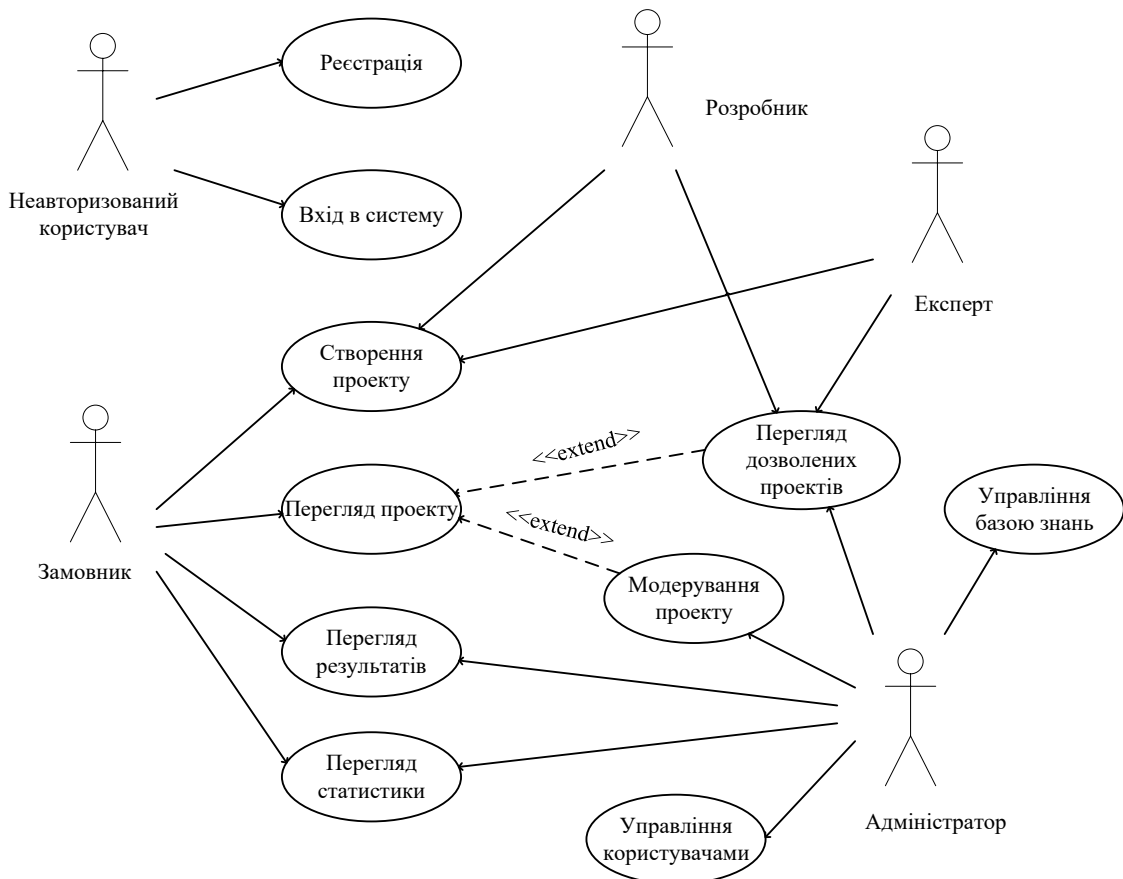 Реєстрація
Розробник
Неавторизований
користувач
Вхід в систему
Експерт
Створення
проекту
<<extend>>
Перегляд
дозволених
проектів
Перегляд проекту
<<extend>>
Управління
базою знань
Замовник
Модерування
проекту
Перегляд
результатів
Перегляд
статистики
Адміністратор
Управління
користувачами